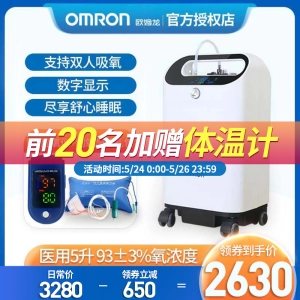 OMRON 欧姆龙 官方授权店
支持双人吸氧
数字显示
尽享舒心睡眠
前20名加赠体温计
活动时间:5/24 0:00-5/26 23:59
97
80
医用5升 93±3%氧浓度
领券到手价
日常价 领券立减
3280 - 650 = 2630